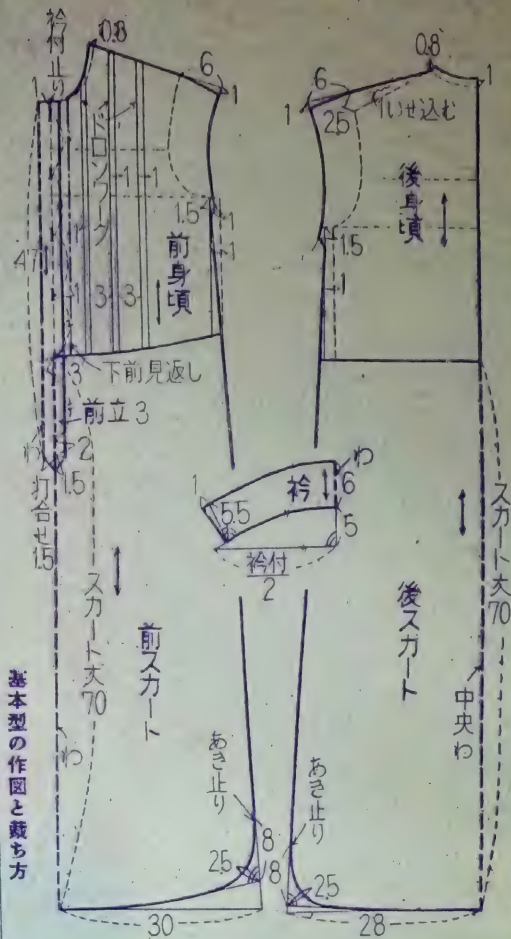 衿付止り
0.8
1
6
1
ドロンワーク
1
1
1.5
1
1
前身頃
47
1
1
3
3
3
下前見返し
前立3
2
わ
1.5
打合せ1.5
スカート丈70
前スカート
わ
あき止り
8
2.5
30
0.8
1
6
1
2.5
いせ込む
後身頃
1.5
1
わ
衿
6
1
5.5
5
衿付
2
スカート丈70
後スカート
中央わ
あき止り
8
2.5
28
基本型の作図と裁ち方